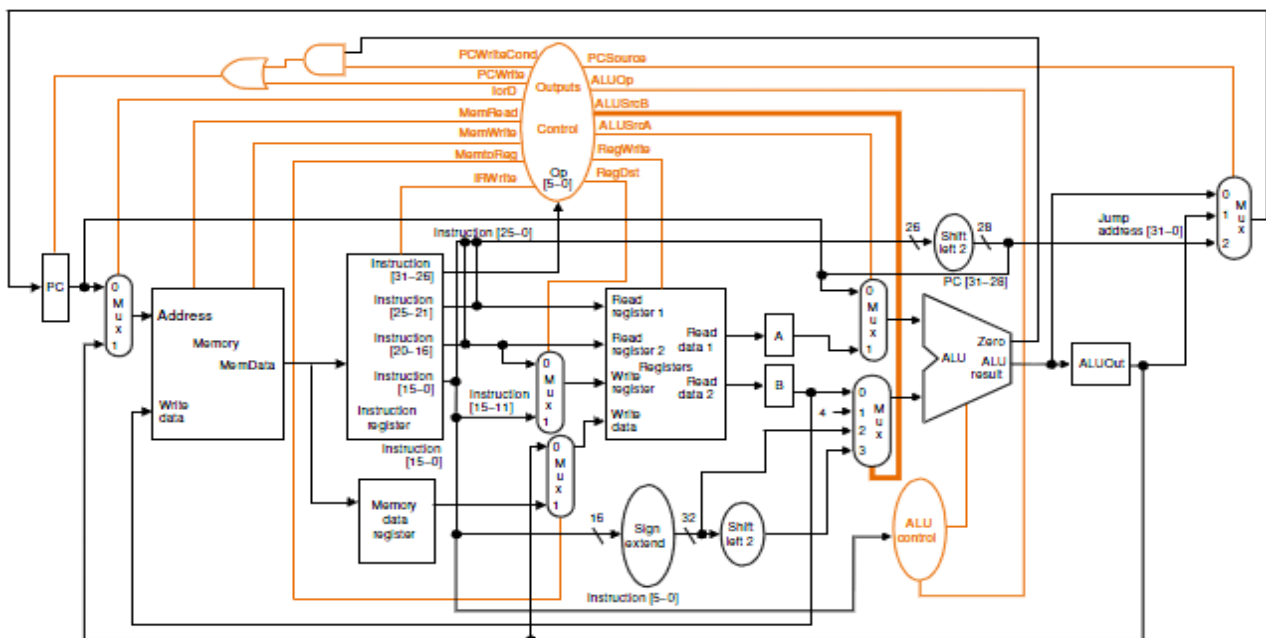 PCWriteCond
PCWrite
IorD
MemRead
MemWrite
MemtoReg
IRWrite
Outputs
Control
Op
[5–0]
PCSource
ALUOp
ALUSrcB
ALUSrcA
RegWrite
RegDst
PC
0
M
u
x
1
Address
Memory
MemData
Write
data
Instruction [25–0]
Instruction
[31–26]
Instruction
[25–21]
Instruction
[20–16]
Instruction
[15–0]
Instruction
register
Instruction
[15–0]
Memory
data
register
Instruction
[15–11]
0
M
u
x
1
0
M
u
x
1
Read
register 1
Read
register 2
Registers
Write
register
Write
data
Read
data 1
Read
data 2
A
B
16
Sign
extend
32
Shift
left 2
Instruction [5–0]
26
Shift
left 2
28
PC [31–28]
Jump
address [31–0]
0
M
u
x
1
4
0
1
2
3
M
u
x
Zero
ALU
ALU
result
ALUOut
ALU
control
0
1
2
M
u
x